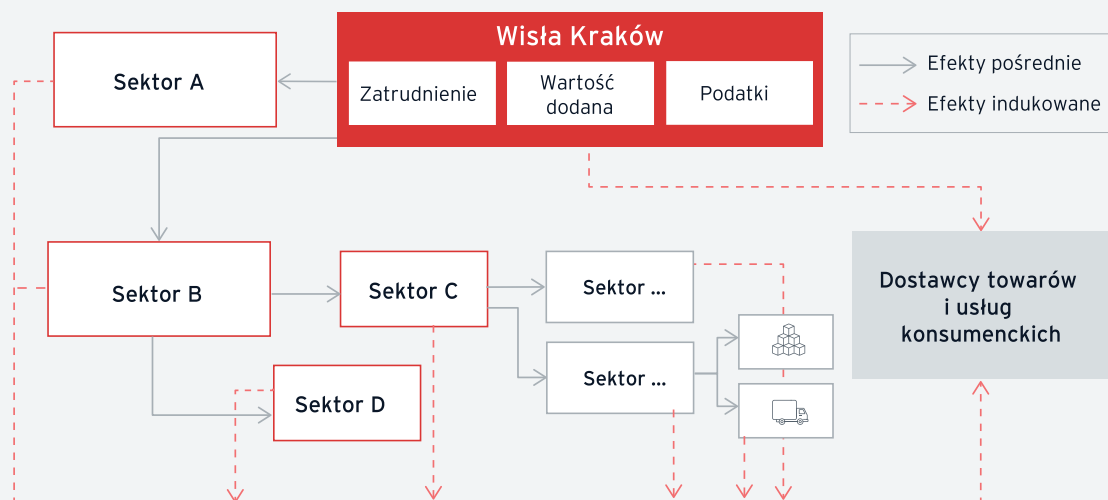 Wisła Kraków
Zatrudnienie
Wartość
dodana
Podatki
Efekty pośrednie
Efekty indukowane
Sektor A
Sektor B
Sektor C
Sektor ...
Sektor ...
Sektor D
Dostawcy towarów
i usług
konsumenckich